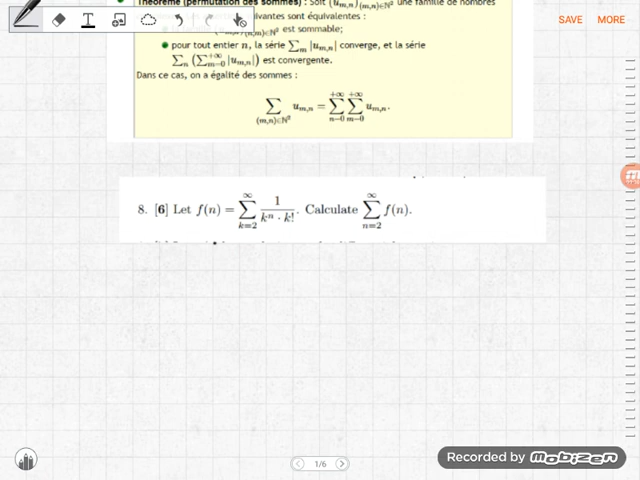 SAVE MORE
Théorème (permutation des sommes) : Soit (u_{m,n})_{(m,n)∈ℕ²} une famille de nombres
ivantes sont équivalentes :
(n,m)∈ℕ² est sommable;
pour tout entier n, la série ∑_m |u_{m,n}| converge, et la série
∑_n (∑_{m=0}^{+∞} |u_{m,n}|) est convergente.
Dans ce cas, on a égalité des sommes :
∑_{(m,n)∈ℕ²} u_{m,n} = ∑_{n=0}^{+∞} ∑_{m=0}^{+∞} u_{m,n}.
8. [6] Let f(n) = ∑_{k=2}^{∞} 1/(k^n · k!). Calculate ∑_{n=2}^{∞} f(n).
1/6
Recorded by Mobizen